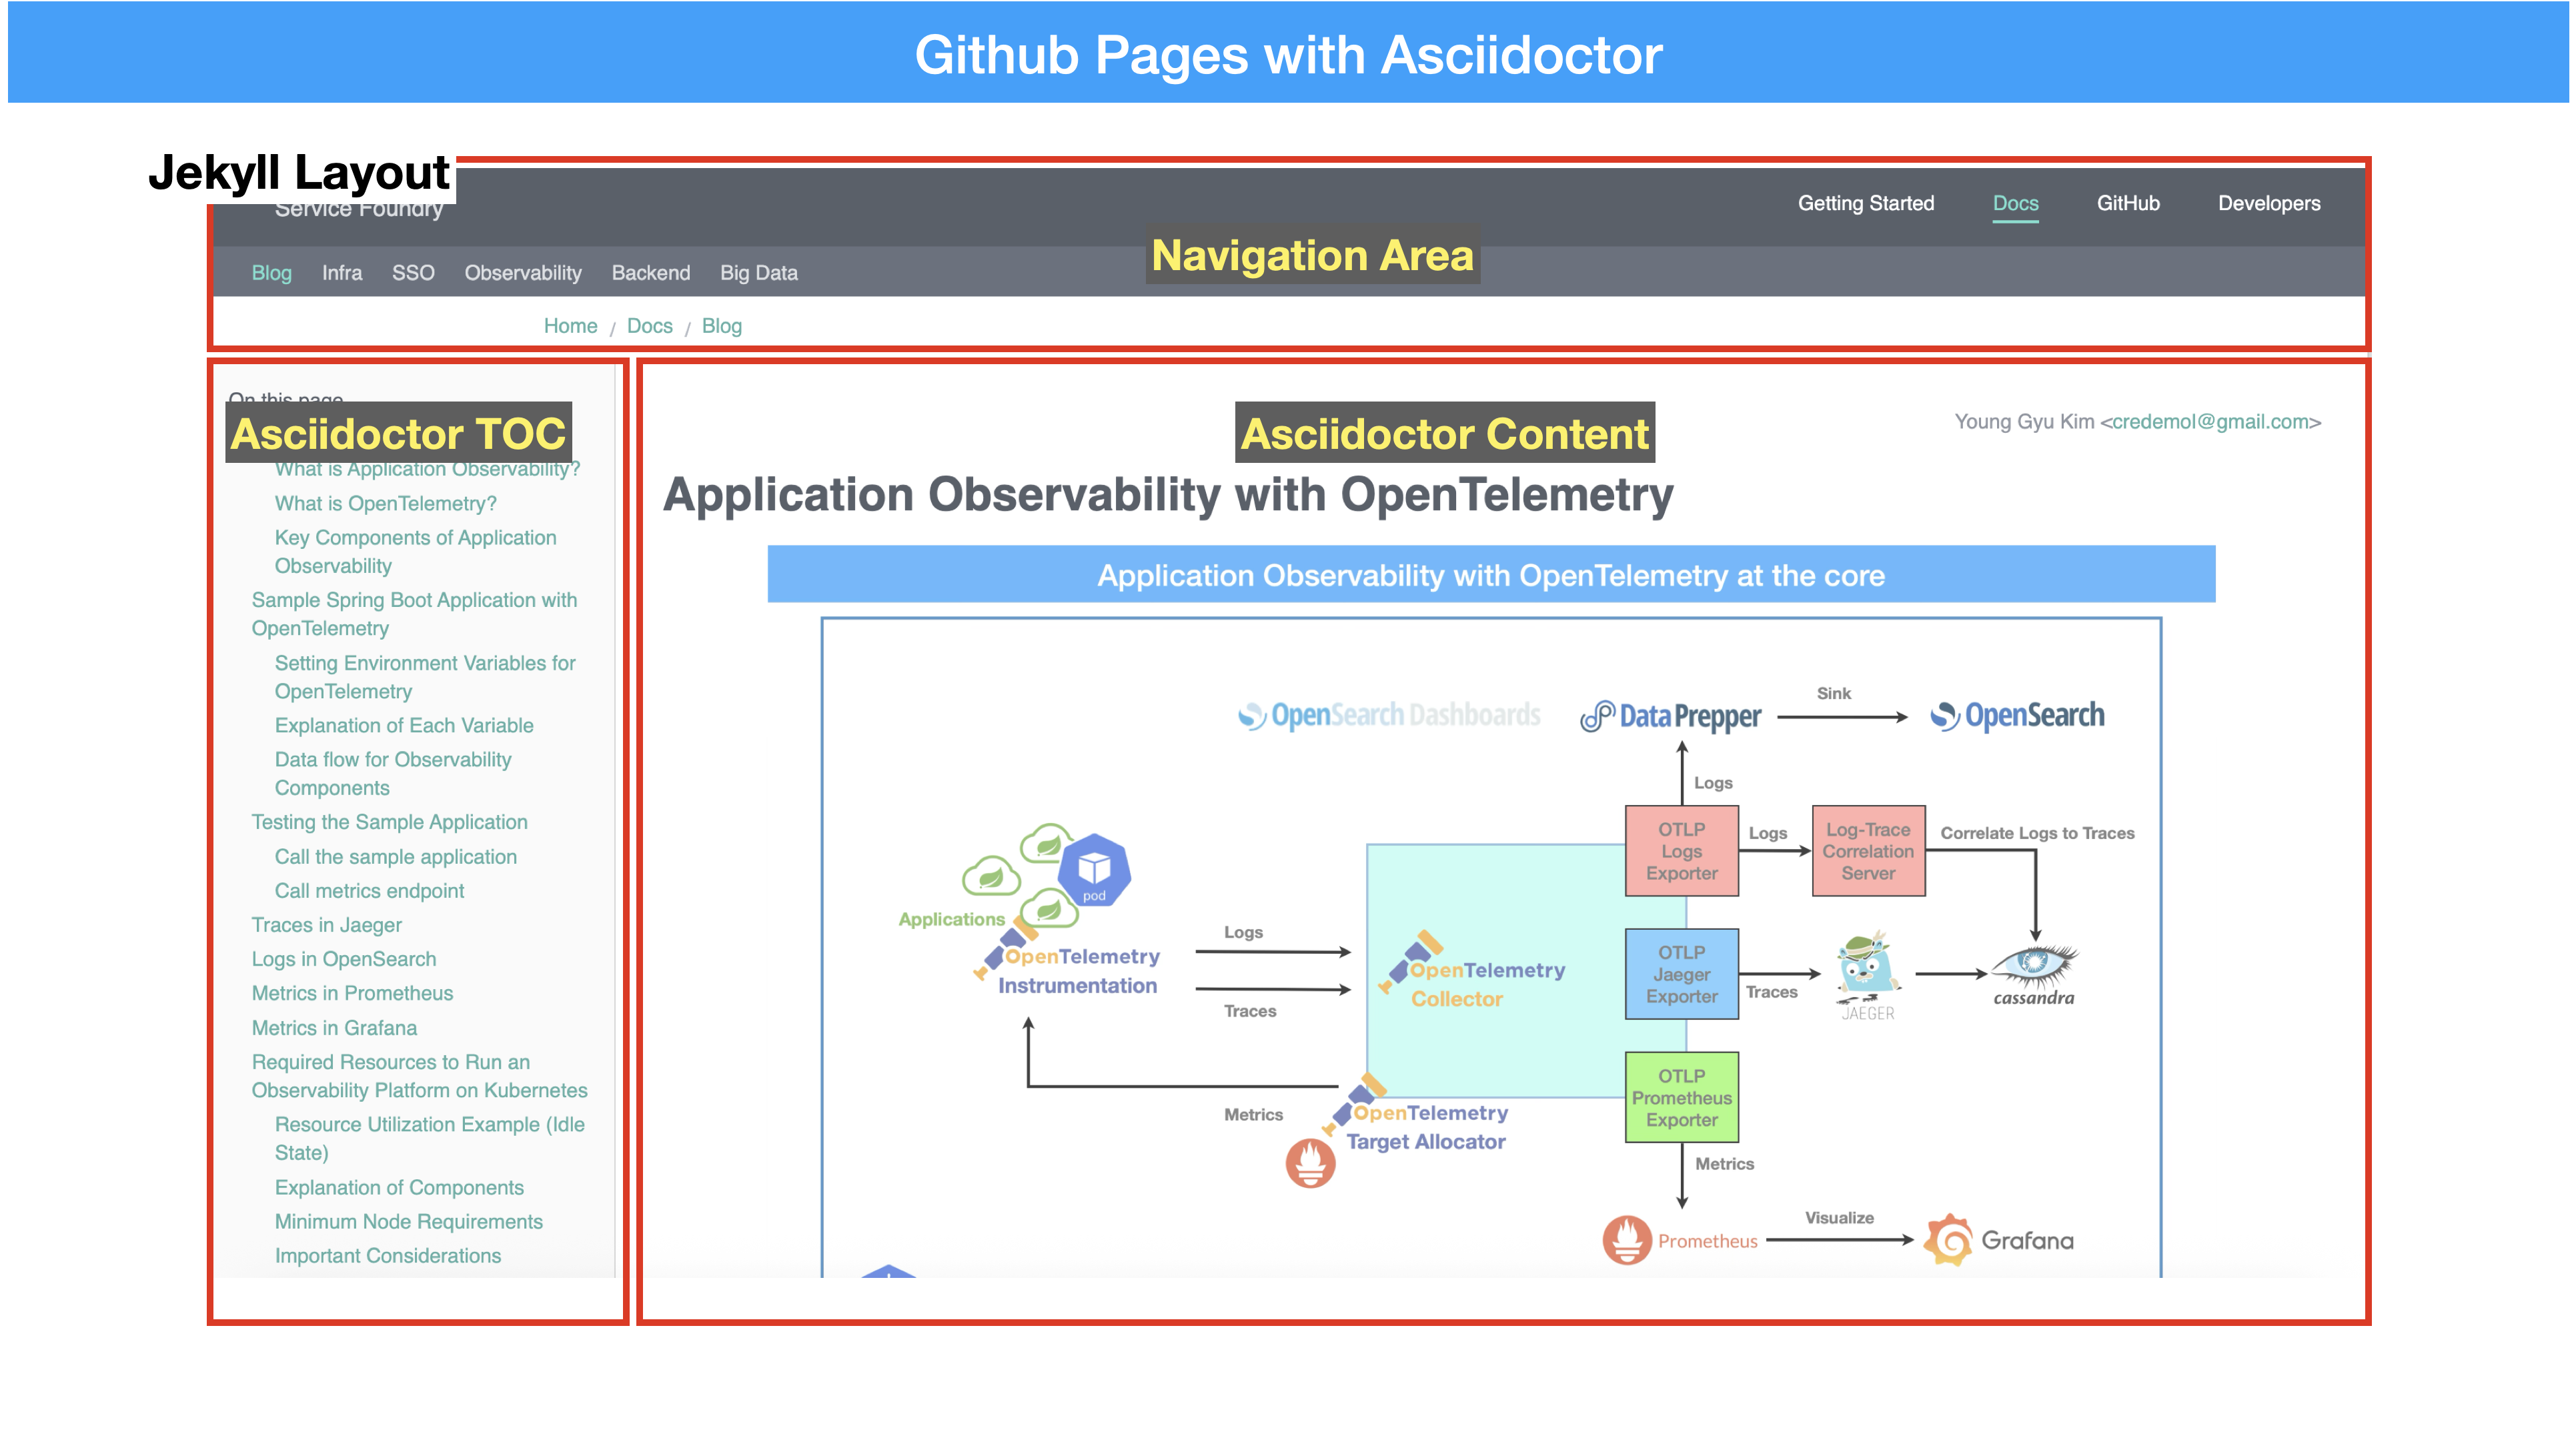 Github Pages with Asciidoctor
Jekyll Layout
Service Foundry
Getting Started
Docs
GitHub
Developers
Navigation Area
Blog
Infra
SSO
Observability
Backend
Big Data
Home / Docs / Blog
On this page
Asciidoctor TOC
What is Application Observability?
What is OpenTelemetry?
Key Components of Application
Observability
Sample Spring Boot Application with
OpenTelemetry
Setting Environment Variables for
OpenTelemetry
Explanation of Each Variable
Data flow for Observability
Components
Testing the Sample Application
Call the sample application
Call metrics endpoint
Traces in Jaeger
Logs in OpenSearch
Metrics in Prometheus
Metrics in Grafana
Required Resources to Run an
Observability Platform on Kubernetes
Resource Utilization Example (Idle
State)
Explanation of Components
Minimum Node Requirements
Important Considerations
Asciidoctor Content
Young Gyu Kim <credemol@gmail.com>
Application Observability with OpenTelemetry
Application Observability with OpenTelemetry at the core
OpenSearch Dashboards
Data Prepper
Sink
OpenSearch
Logs
OTLP
Logs
Exporter
Logs
Log-Trace
Correlation
Server
Correlate Logs to Traces
pod
Applications
OpenTelemetry
Instrumentation
Logs
Traces
OpenTelemetry
Collector
OTLP
Jaeger
Exporter
Traces
JAEGER
cassandra
Metrics
OpenTelemetry
Target Allocator
OTLP
Prometheus
Exporter
Metrics
Prometheus
Visualize
Grafana